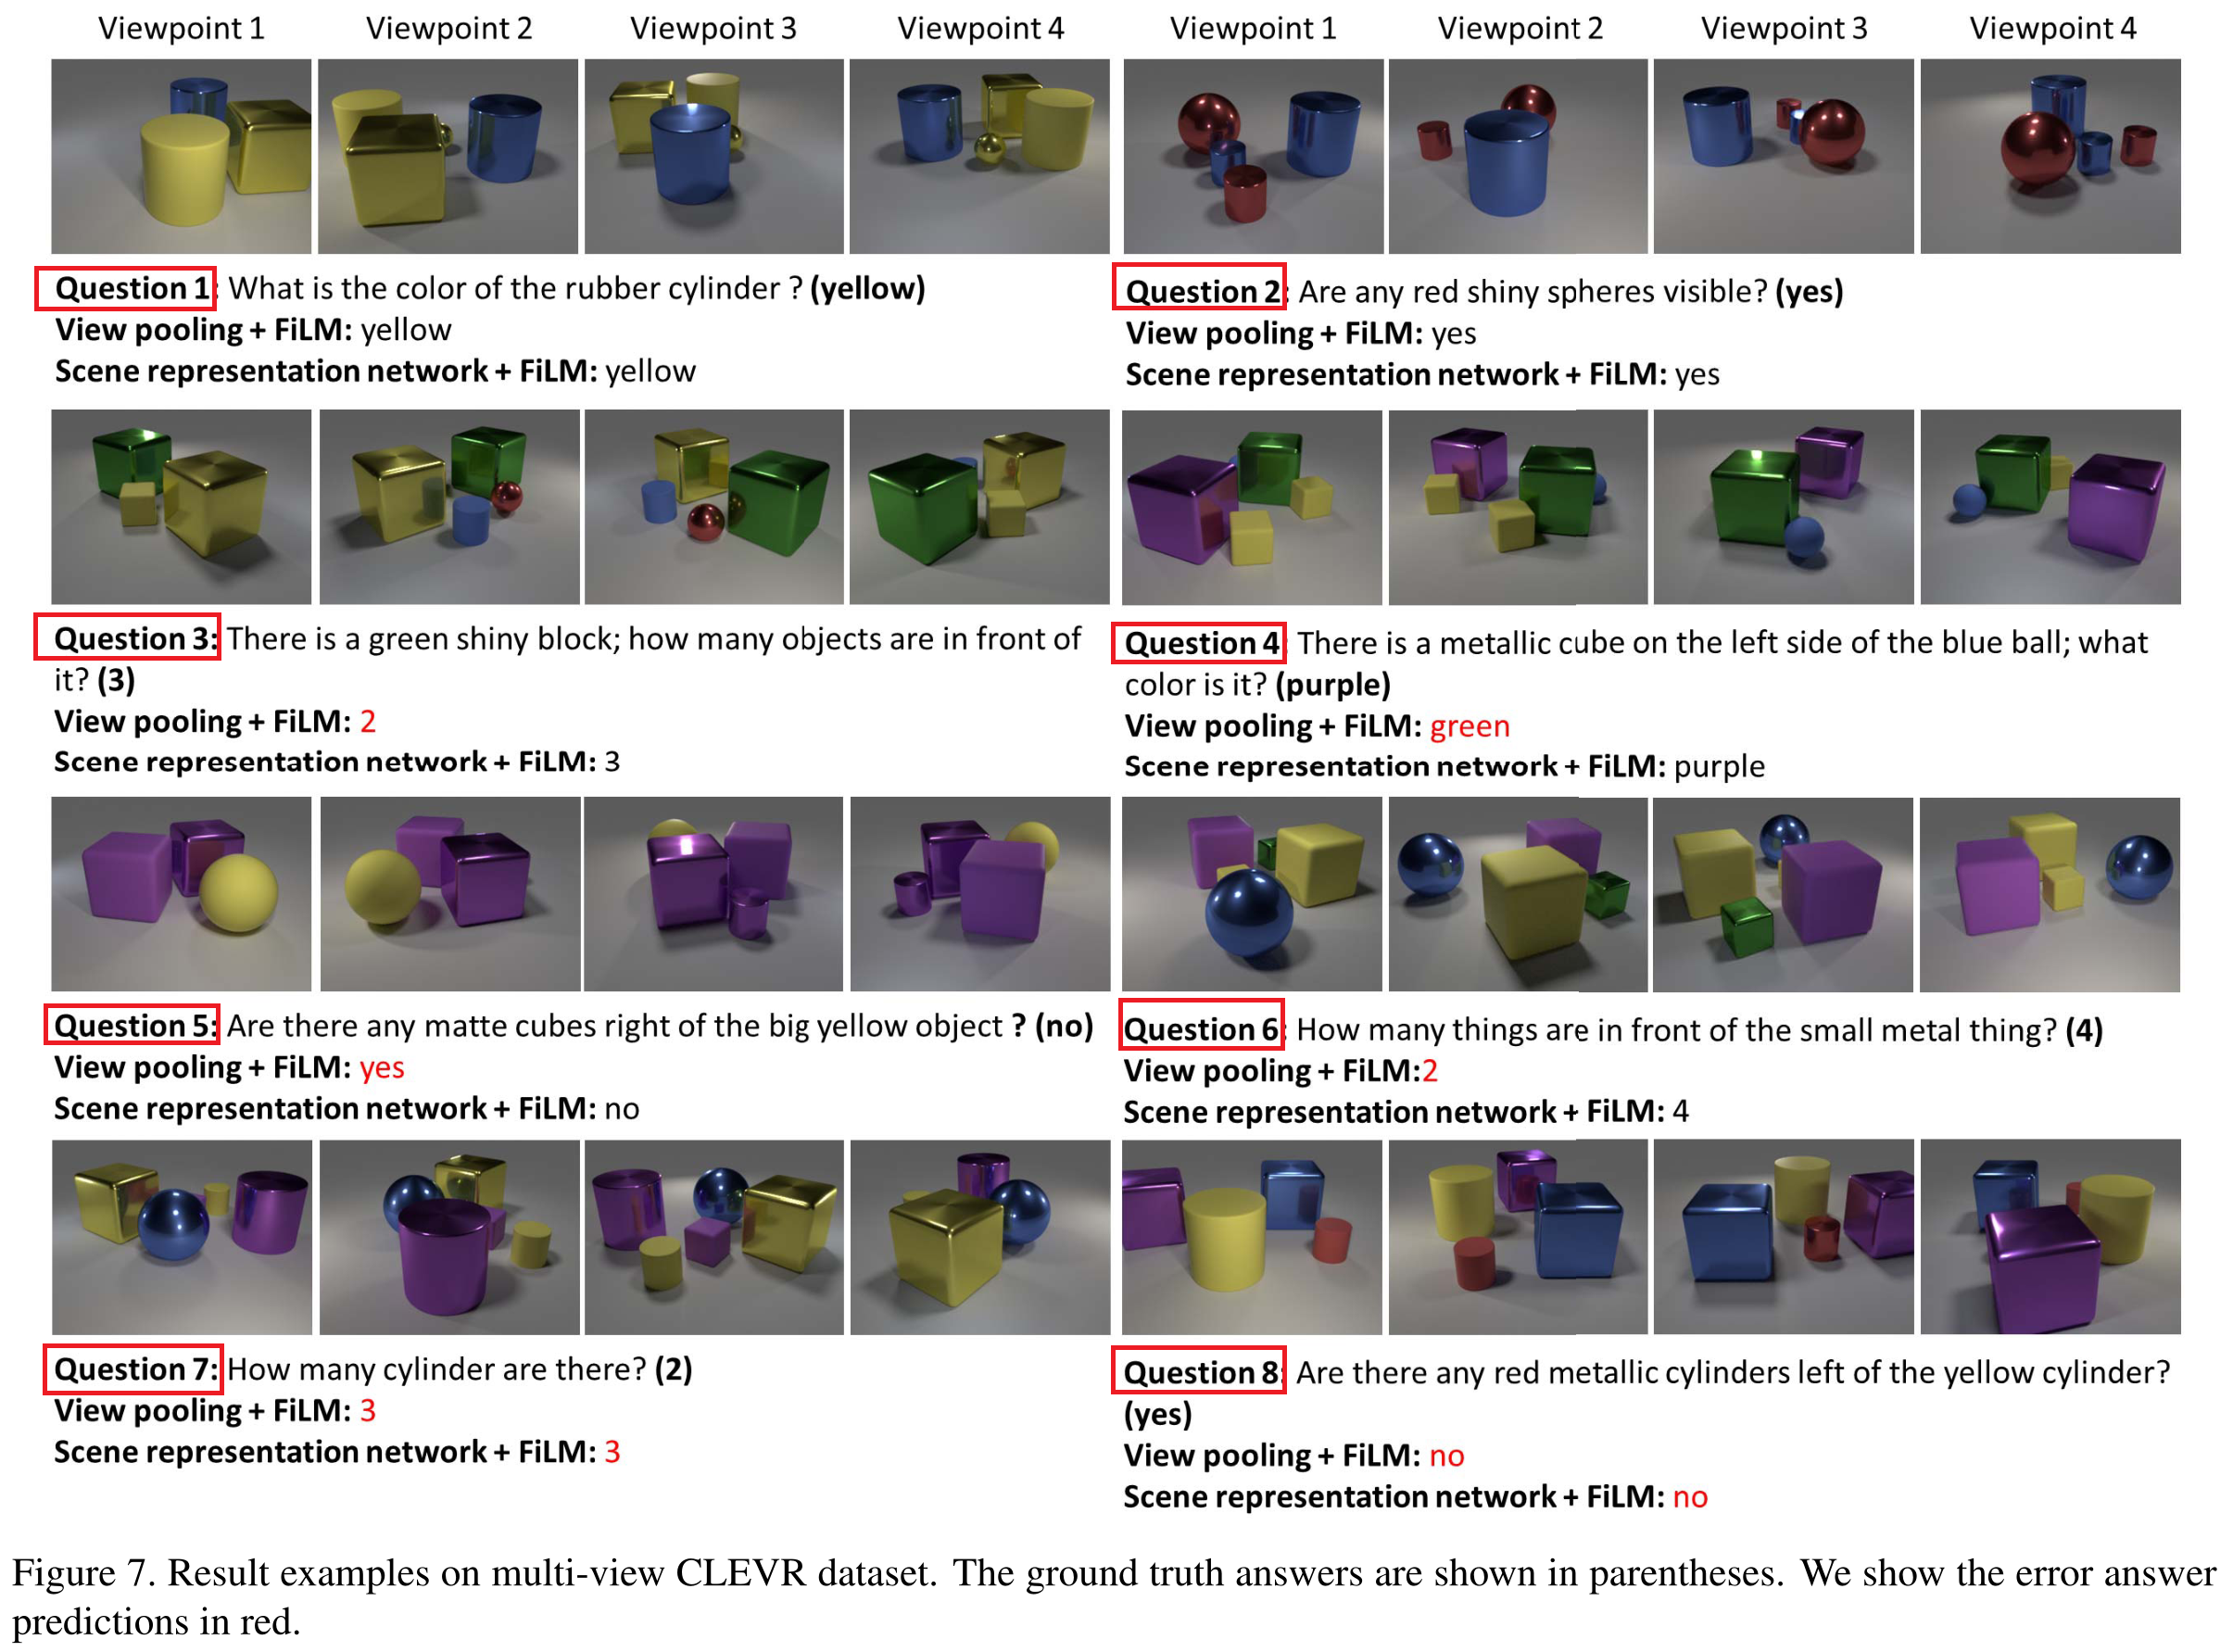 Viewpoint 1 Viewpoint 2 Viewpoint 3 Viewpoint 4 Viewpoint 1 Viewpoint 2 Viewpoint 3 Viewpoint 4
Question 1: What is the color of the rubber cylinder ? (yellow)
View pooling + FiLM: yellow
Scene representation network + FiLM: yellow
Question 2: Are any red shiny spheres visible? (yes)
View pooling + FiLM: yes
Scene representation network + FiLM: yes
Question 3: There is a green shiny block; how many objects are in front of
it? (3)
View pooling + FiLM: 2
Scene representation network + FiLM: 3
Question 4: There is a metallic cube on the left side of the blue ball; what
color is it? (purple)
View pooling + FiLM: green
Scene representation network + FiLM: purple
Question 5: Are there any matte cubes right of the big yellow object ? (no)
View pooling + FiLM: yes
Scene representation network + FiLM: no
Question 6: How many things are in front of the small metal thing? (4)
View pooling + FiLM:2
Scene representation network + FiLM: 4
Question 7: How many cylinder are there? (2)
View pooling + FiLM: 3
Scene representation network + FiLM: 3
Question 8: Are there any red metallic cylinders left of the yellow cylinder?
(yes)
View pooling + FiLM: no
Scene representation network + FiLM: no
Figure 7. Result examples on multi-view CLEVR dataset. The ground truth answers are shown in parentheses. We show the error answer
predictions in red.